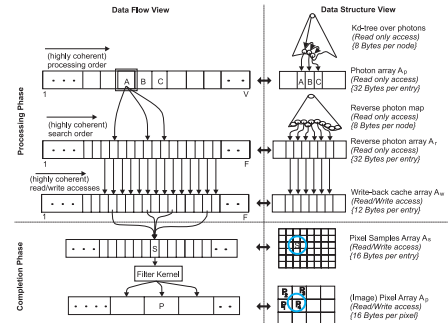 Data Flow View
Data Structure View
Processing Phase
Completion Phase
(highly coherent)
processing order
A B C
1 V
(highly coherent)
search order
1 F
(highly coherent)
read/write accesses
1 F
S
Filter Kernel
P
Kd-tree over photons
(Read only access)
{8 Bytes per node}
A B C
Photon array Aₚ
(Read only access)
{32 Bytes per entry}
Reverse photon map
(Read only access)
{8 Bytes per node}
Reverse photon array Aᵣ
(Read only access)
{32 Byte per entry}
Write-back cache array A
(Read/Write access)
{12 Bytes per entry}
S
Pixel Samples Array Aₛ
(Read/Write access)
{16 Bytes per entry}
(Image) Pixel Array Aₚ
(Read/Write access)
{16 Bytes per pixel}